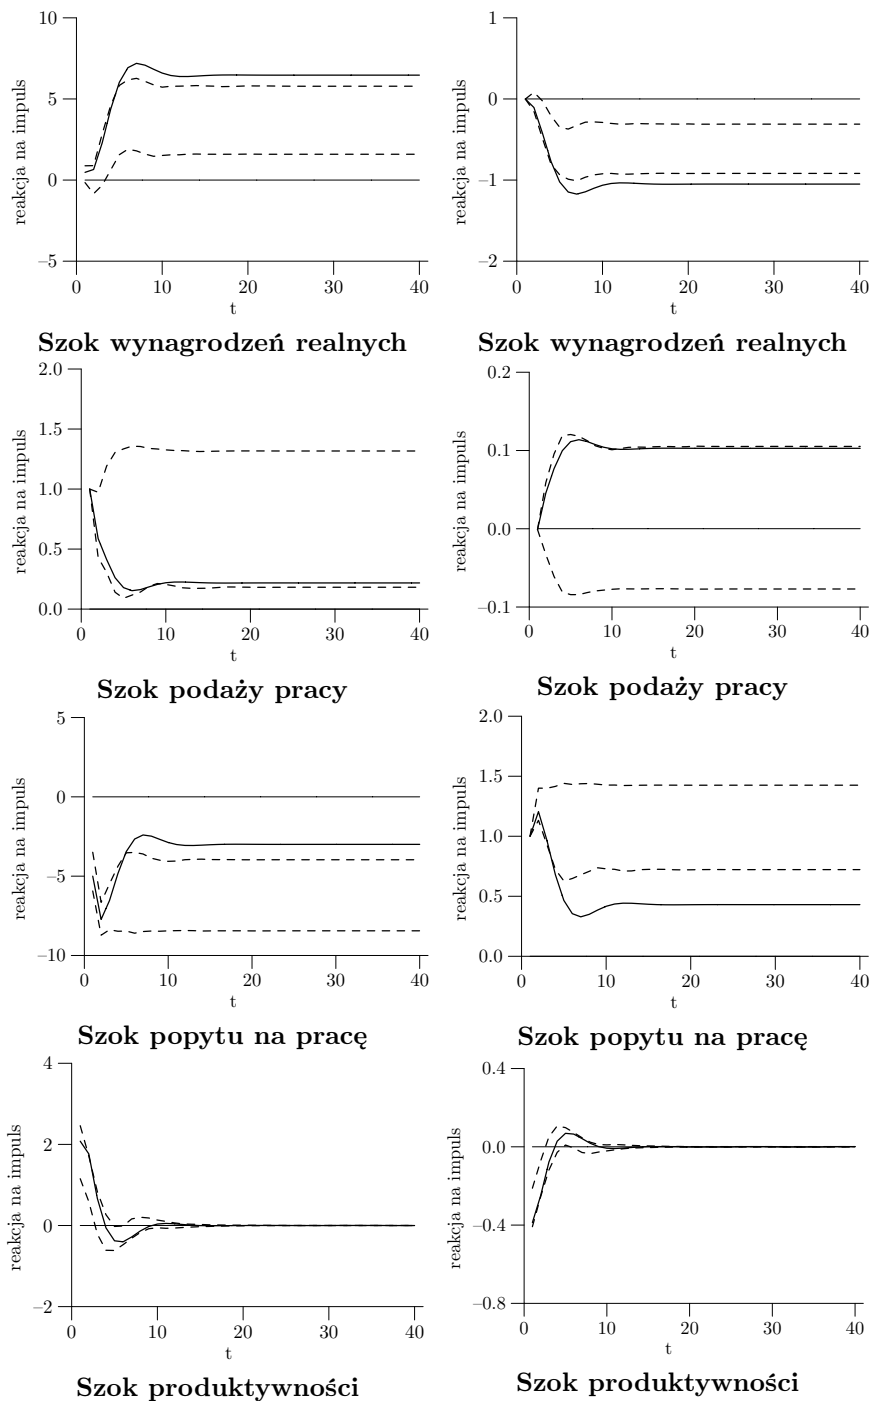 10
5
0
−5
reakcja na impuls
0 10 20 30 40
t
Szok wynagrodzeń realnych
1
0
−1
−2
reakcja na impuls
0 10 20 30 40
t
Szok wynagrodzeń realnych
2.0
1.5
1.0
0.5
0.0
reakcja na impuls
0 10 20 30 40
t
Szok podaży pracy
0.2
0.1
0.0
−0.1
reakcja na impuls
0 10 20 30 40
t
Szok podaży pracy
5
0
−5
−10
reakcja na impuls
0 10 20 30 40
t
Szok popytu na pracę
2.0
1.5
1.0
0.5
0.0
reakcja na impuls
0 10 20 30 40
t
Szok popytu na pracę
4
2
0
−2
reakcja na impuls
0 10 20 30 40
t
Szok produktywności
0.4
0.0
−0.4
−0.8
reakcja na impuls
0 10 20 30 40
t
Szok produktywności